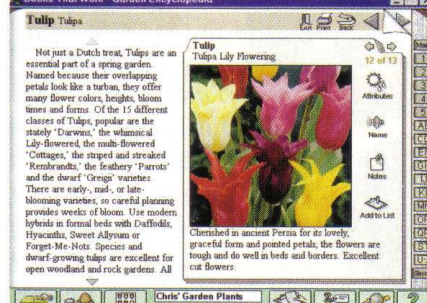 Books That Work - Garden Encyclopedia
Tulip Tulipa
List Print Back
Not just a Dutch treat, Tulips are an
essential part of a spring garden.
Named because their overlapping
petals look like a turban, they offer
many flower colors, heights, bloom
times and forms. Of the 15 different
classes of Tulips, popular are the
stately 'Darwins,' the whimsical
Lily-flowered, the multi-flowered
'Cottages,' the striped and streaked
'Rembrandts,' the feathery 'Parrots'
and the dwarf 'Greigii' varieties.
There are early-, mid-, or late-
blooming varieties, so careful planning
provides weeks of bloom. Use modern
hybrids in formal beds with Daffodils,
Hyacinths, Sweet Allysum or
Forget-Me-Nots. Species and
dwarf-growing tulips are excellent for
open woodland and rock gardens. All
Tulip
Tulipa Lily Flowering
12 of 13
Attributes
Name
Notes
Add to List
Cherished in ancient Persia for its lovely,
graceful form and pointed petals, the flowers are
tough and do well in beds and borders. Excellent
cut flowers.
Chris' Garden Plants